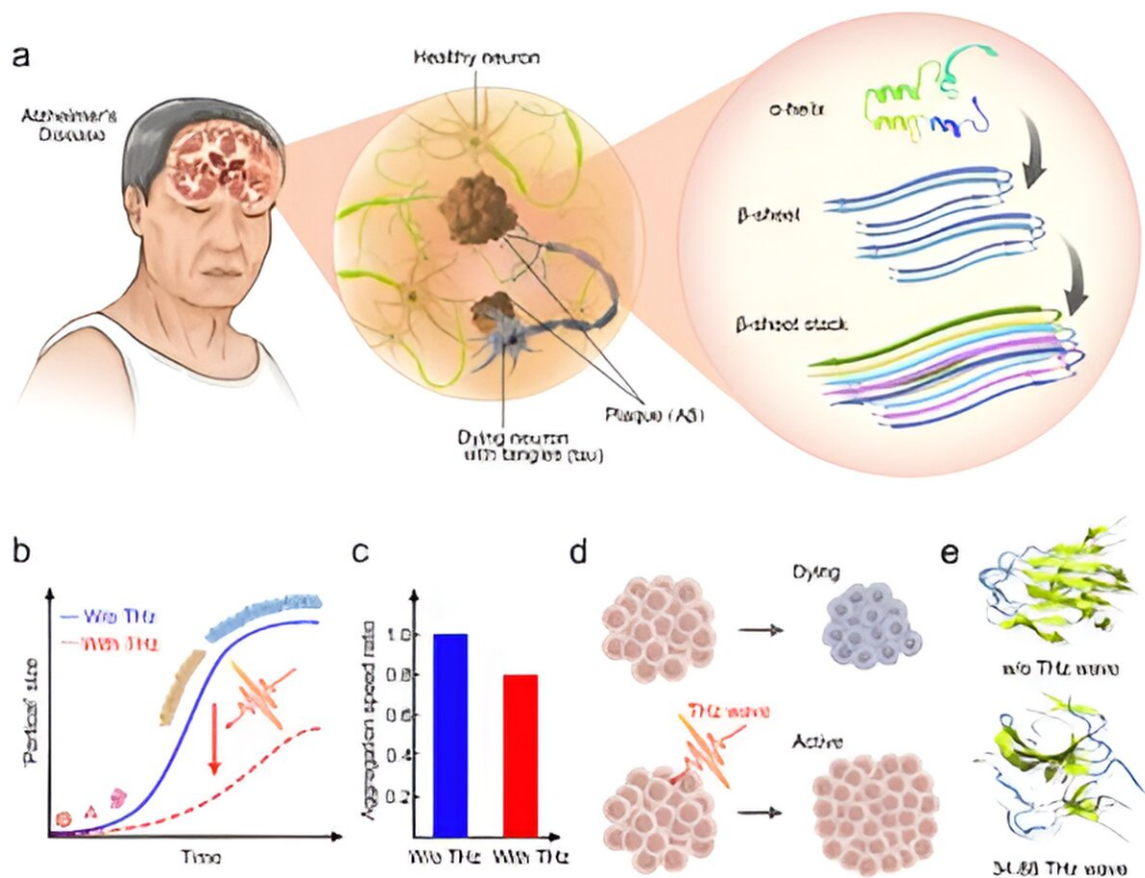 a
Healthy neuron
Alzheimer's
Disease
α-helix
β-sheet
β-sheet stack
Plaque (Aβ)
Dying neuron
with tangles (tau)
b
W/o THz
With THz
Time
c
Aggregation speed ratio
1.0
0.8
0.6
0.4
0.2
W/o THz
With THz
d
Dying
THz wave
Active
e
w/o THz wave
THz wave